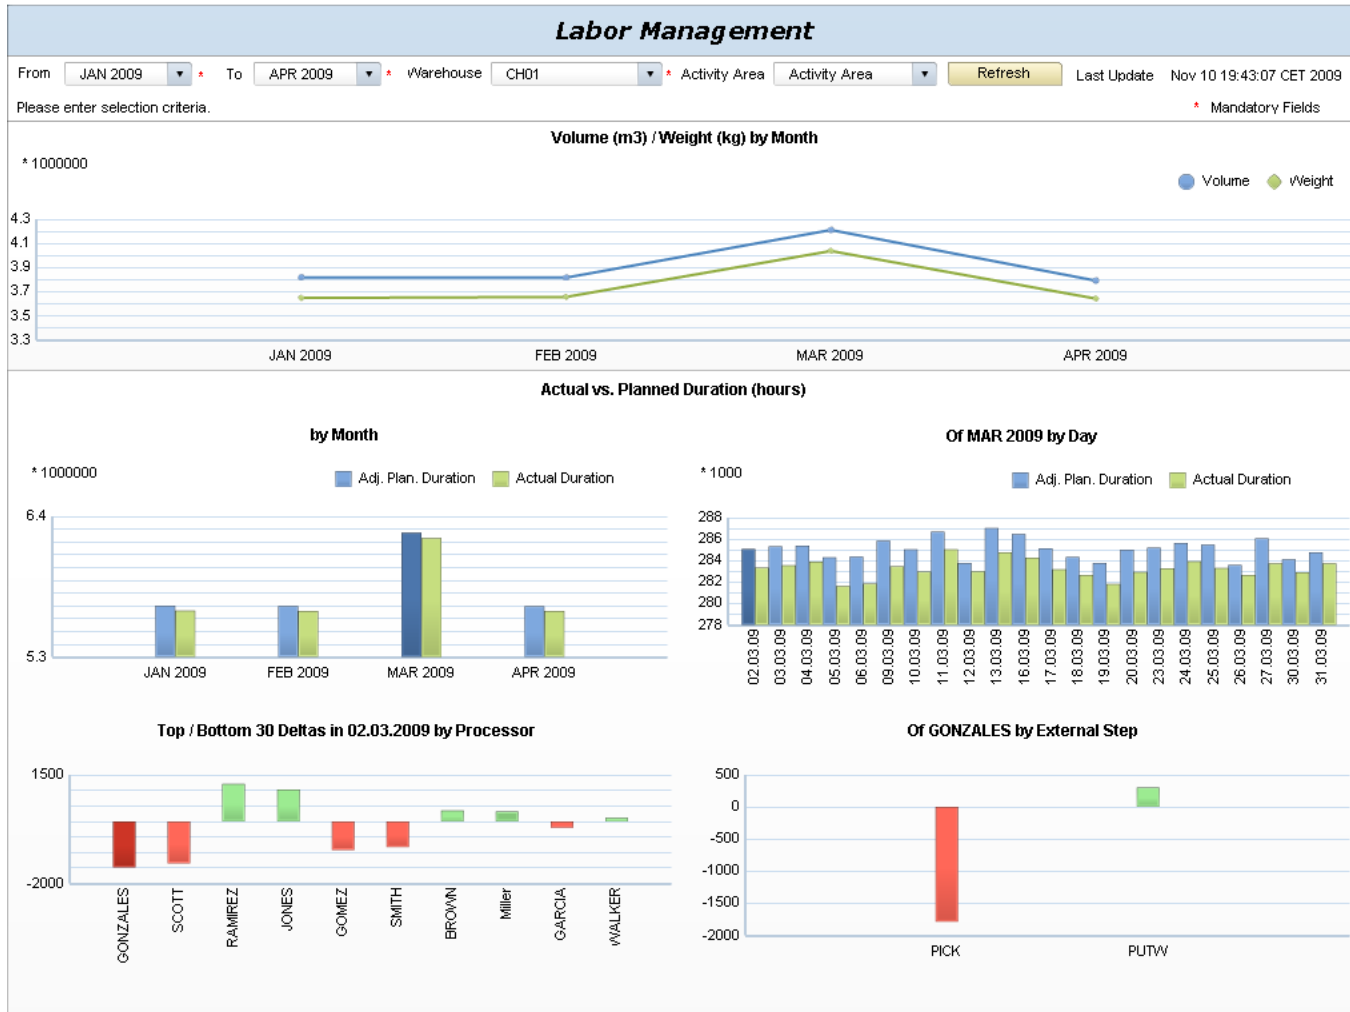 Labor Management
From JAN 2009 * To APR 2009 * Warehouse CH01 * Activity Area Activity Area Refresh Last Update Nov 10 19:43:07 CET 2009
Please enter selection criteria. * Mandatory Fields
Volume (m3) / Weight (kg) by Month
* 1000000
Volume Weight
4.3
4.1
3.9
3.7
3.5
3.3
JAN 2009 FEB 2009 MAR 2009 APR 2009
Actual vs. Planned Duration (hours)
by Month
* 1000000
Adj. Plan. Duration Actual Duration
6.4
5.3
JAN 2009 FEB 2009 MAR 2009 APR 2009
Of MAR 2009 by Day
* 1000
Adj. Plan. Duration Actual Duration
288
286
284
282
280
278
02.03.09 03.03.09 04.03.09 05.03.09 06.03.09 09.03.09 10.03.09 11.03.09 12.03.09 13.03.09 16.03.09 17.03.09 18.03.09 19.03.09 20.03.09 23.03.09 24.03.09 25.03.09 26.03.09 27.03.09 30.03.09 31.03.09
Top / Bottom 30 Deltas in 02.03.2009 by Processor
1500
-2000
GONZALES SCOTT RAMIREZ JONES GOMEZ SMITH BROWN Miller GARCIA WALKER
Of GONZALES by External Step
500
0
-500
-1000
-1500
-2000
PICK PUTW